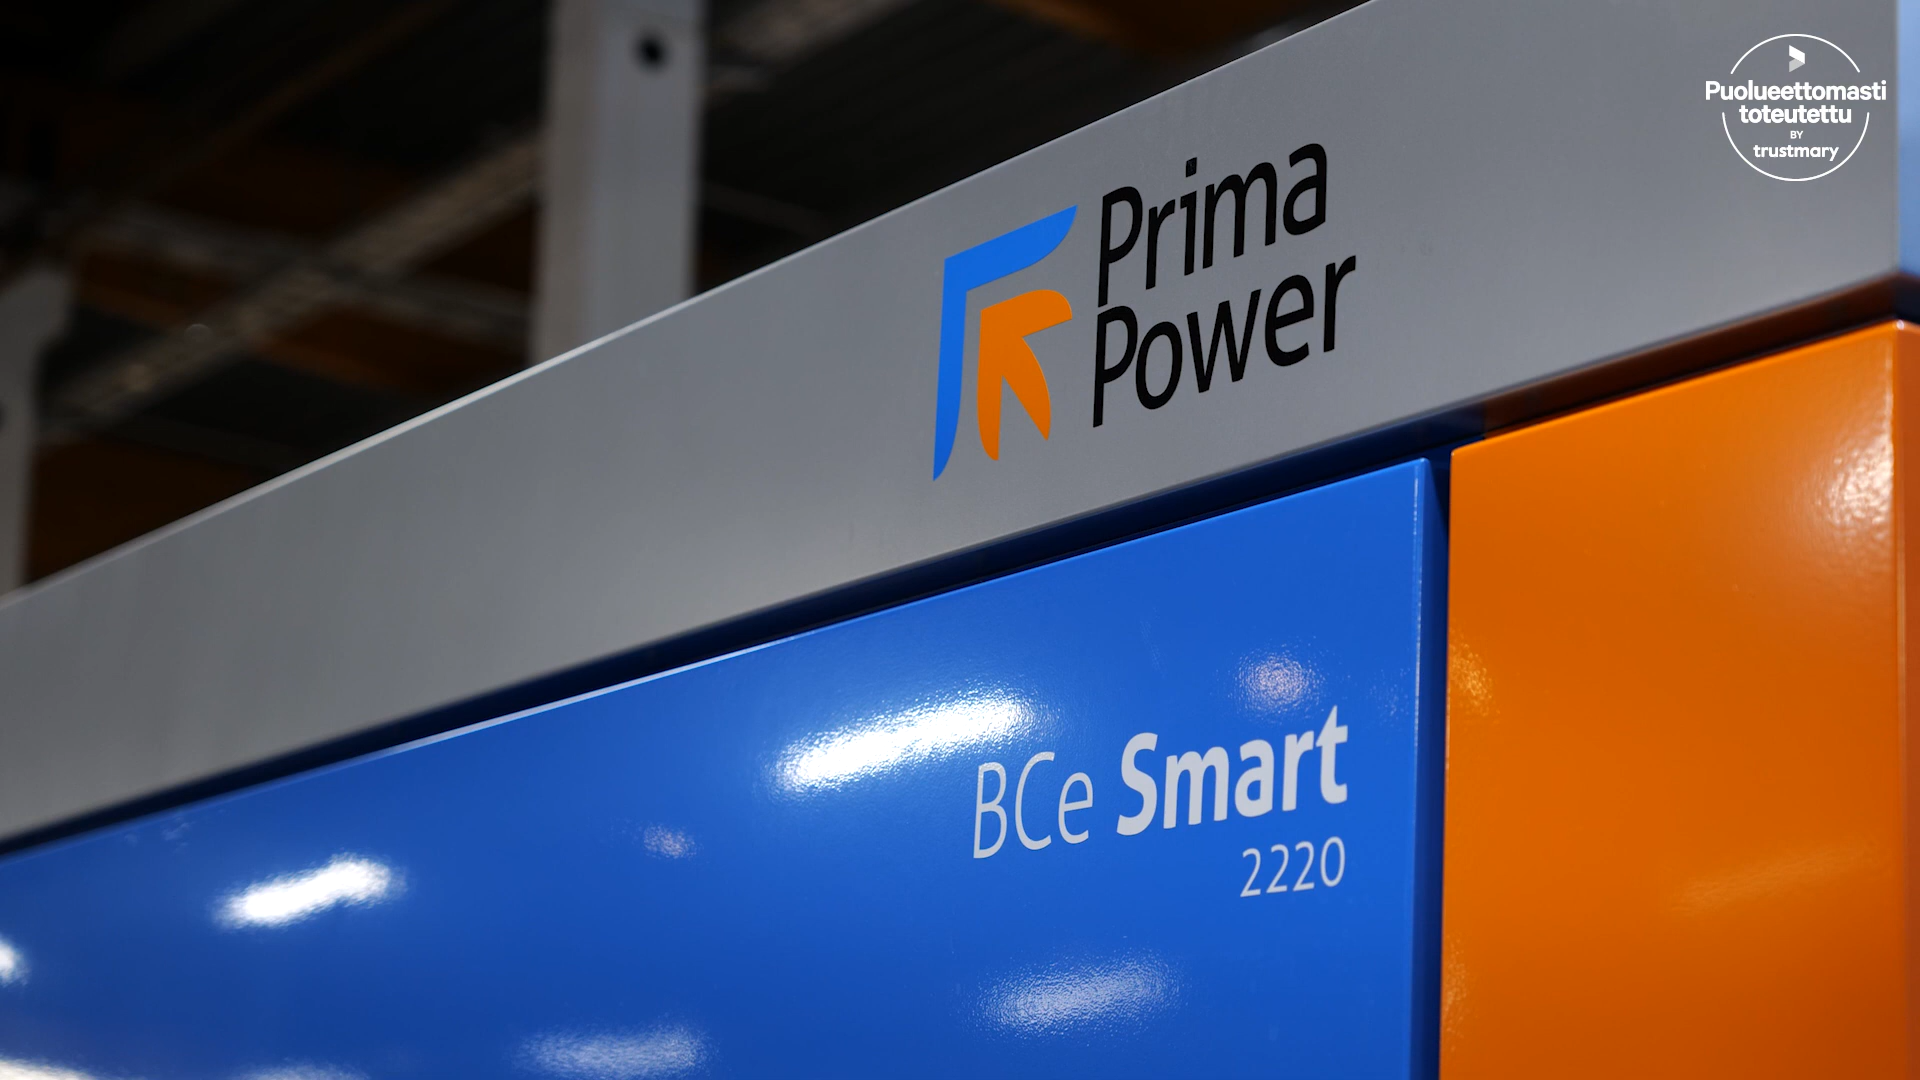 Puolueettomasti
toteutettu
BY
trustmary
Prima
Power
BCe Smart
2220